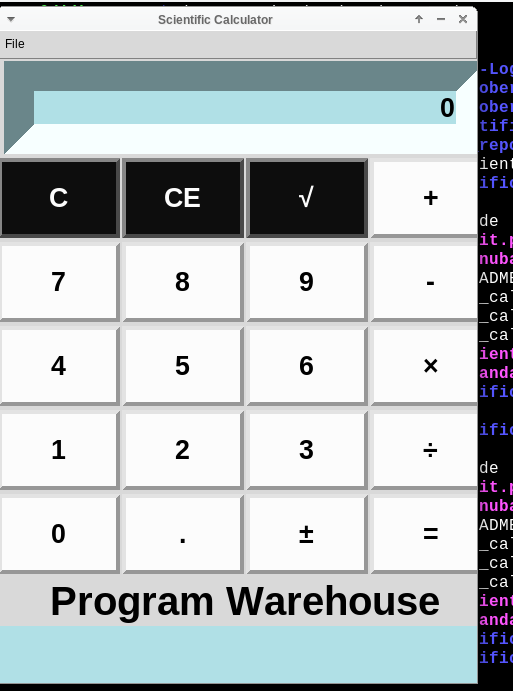 Scientific Calculator
File
0
C CE √ +
7 8 9 -
4 5 6 ×
1 2 3 ÷
0 . ± =
Program Warehouse
-Log
ober
ober
tifi
repo
ient
ific
de
it.p
nuba
ADME
_cal
_cal
_cal
ient
anda
ific
ific
de
it.p
nuba
ADME
_cal
_cal
_cal
ient
anda
ific
ific